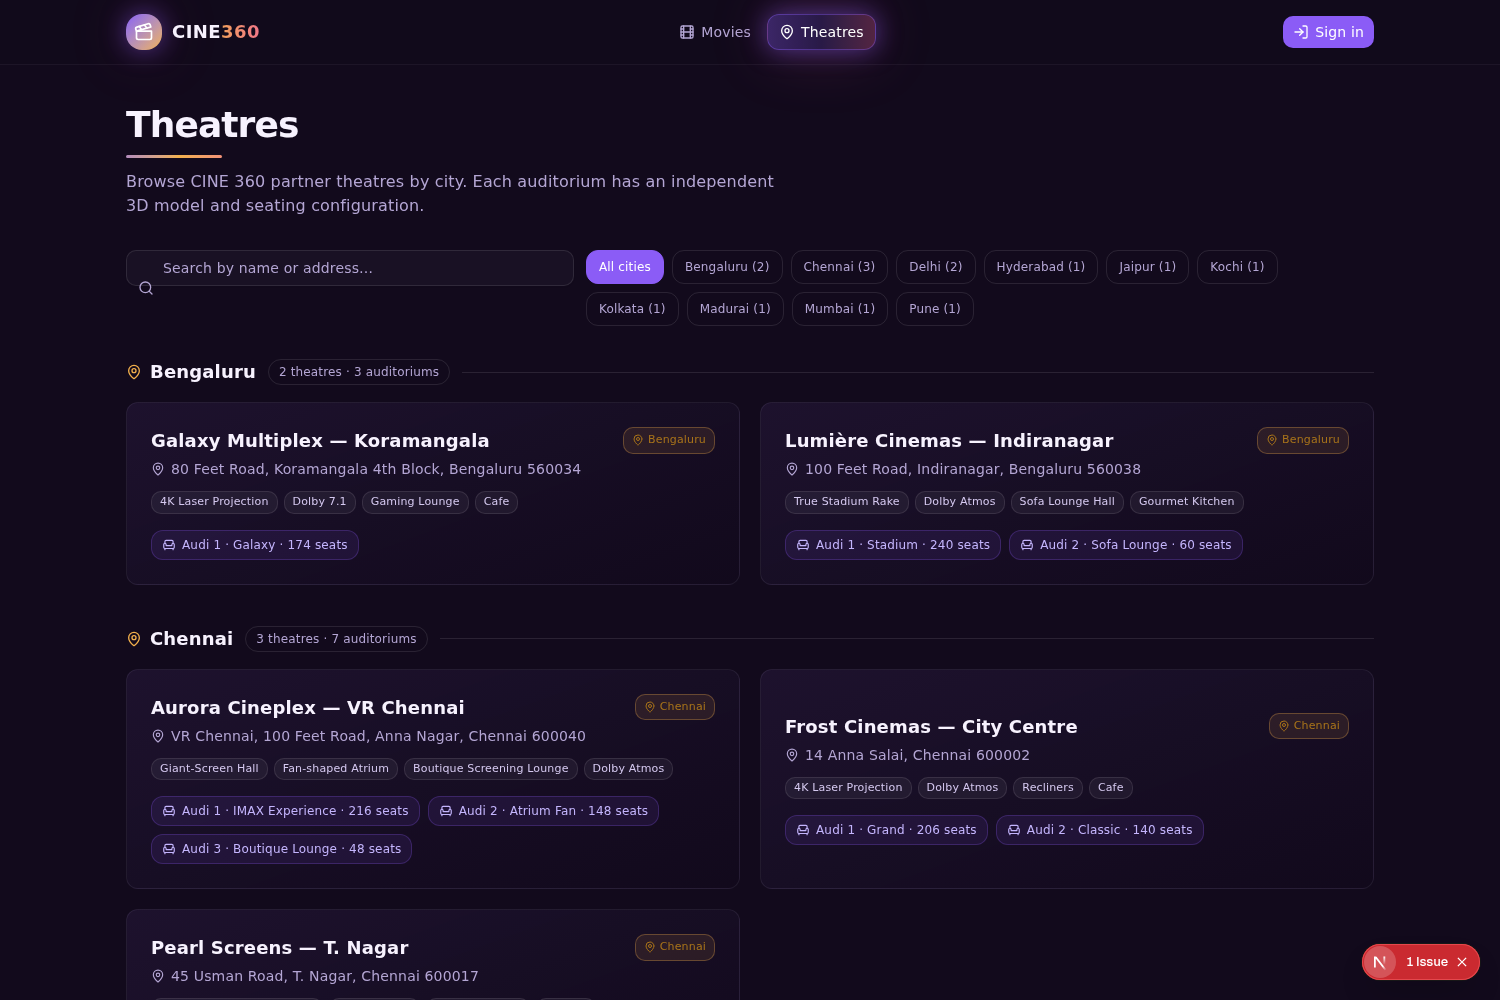 CINE360
Movies
Theatres
Sign in
Theatres
Browse CINE 360 partner theatres by city. Each auditorium has an independent
3D model and seating configuration.
Search by name or address...
All cities
Bengaluru (2)
Chennai (3)
Delhi (2)
Hyderabad (1)
Jaipur (1)
Kochi (1)
Kolkata (1)
Madurai (1)
Mumbai (1)
Pune (1)
Bengaluru
2 theatres · 3 auditoriums
Galaxy Multiplex — Koramangala
Bengaluru
80 Feet Road, Koramangala 4th Block, Bengaluru 560034
4K Laser Projection
Dolby 7.1
Gaming Lounge
Cafe
Audi 1 · Galaxy · 174 seats
Lumière Cinemas — Indiranagar
Bengaluru
100 Feet Road, Indiranagar, Bengaluru 560038
True Stadium Rake
Dolby Atmos
Sofa Lounge Hall
Gourmet Kitchen
Audi 1 · Stadium · 240 seats
Audi 2 · Sofa Lounge · 60 seats
Chennai
3 theatres · 7 auditoriums
Aurora Cineplex — VR Chennai
Chennai
VR Chennai, 100 Feet Road, Anna Nagar, Chennai 600040
Giant-Screen Hall
Fan-shaped Atrium
Boutique Screening Lounge
Dolby Atmos
Audi 1 · IMAX Experience · 216 seats
Audi 2 · Atrium Fan · 148 seats
Audi 3 · Boutique Lounge · 48 seats
Frost Cinemas — City Centre
Chennai
14 Anna Salai, Chennai 600002
4K Laser Projection
Dolby Atmos
Recliners
Cafe
Audi 1 · Grand · 206 seats
Audi 2 · Classic · 140 seats
Pearl Screens — T. Nagar
Chennai
45 Usman Road, T. Nagar, Chennai 600017
N
1 Issue